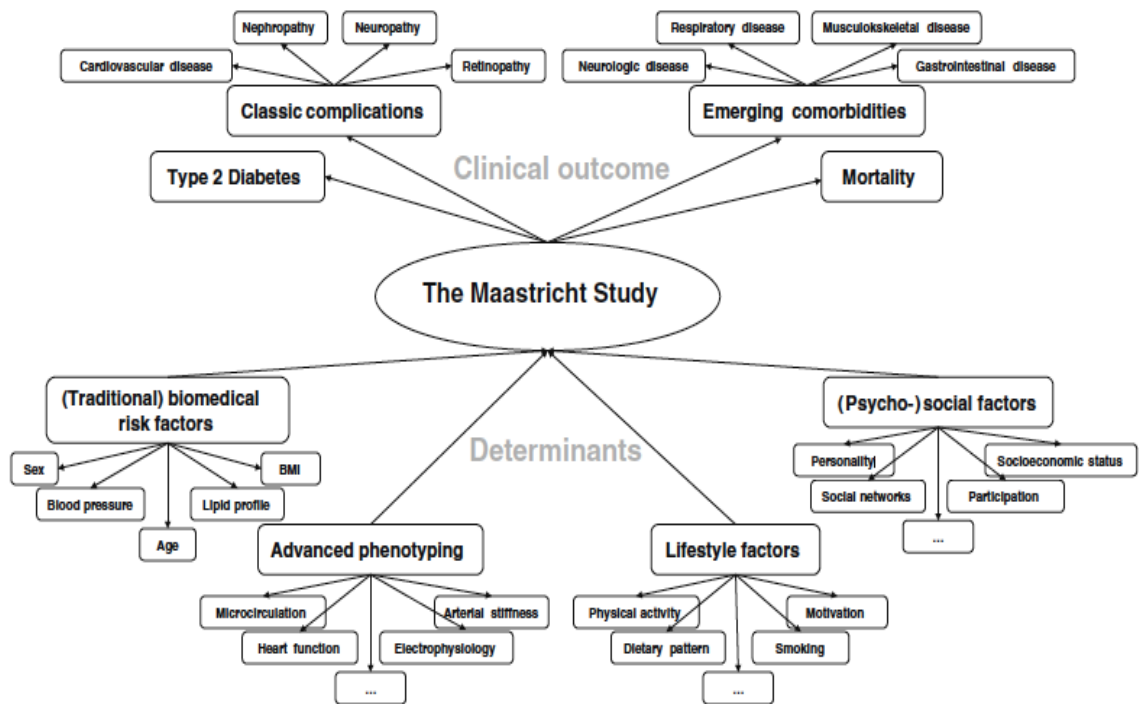 Nephropathy
Neuropathy
Respiratory disease
Musculokskeletal disease
Cardiovascular disease
Retinopathy
Neurologic disease
Gastrointestinal disease
Classic complications
Emerging comorbidities
Clinical outcome
Type 2 Diabetes
Mortality
The Maastricht Study
(Traditional) biomedical
risk factors
(Psycho-) social factors
Determinants
Sex
BMI
Personality
Socioeconomic status
Blood pressure
Lipid profile
Social networks
Participation
Age
...
Advanced phenotyping
Lifestyle factors
Microcirculation
Arterial stiffness
Physical activity
Motivation
Heart function
Electrophysiology
Dietary pattern
Smoking
...
...